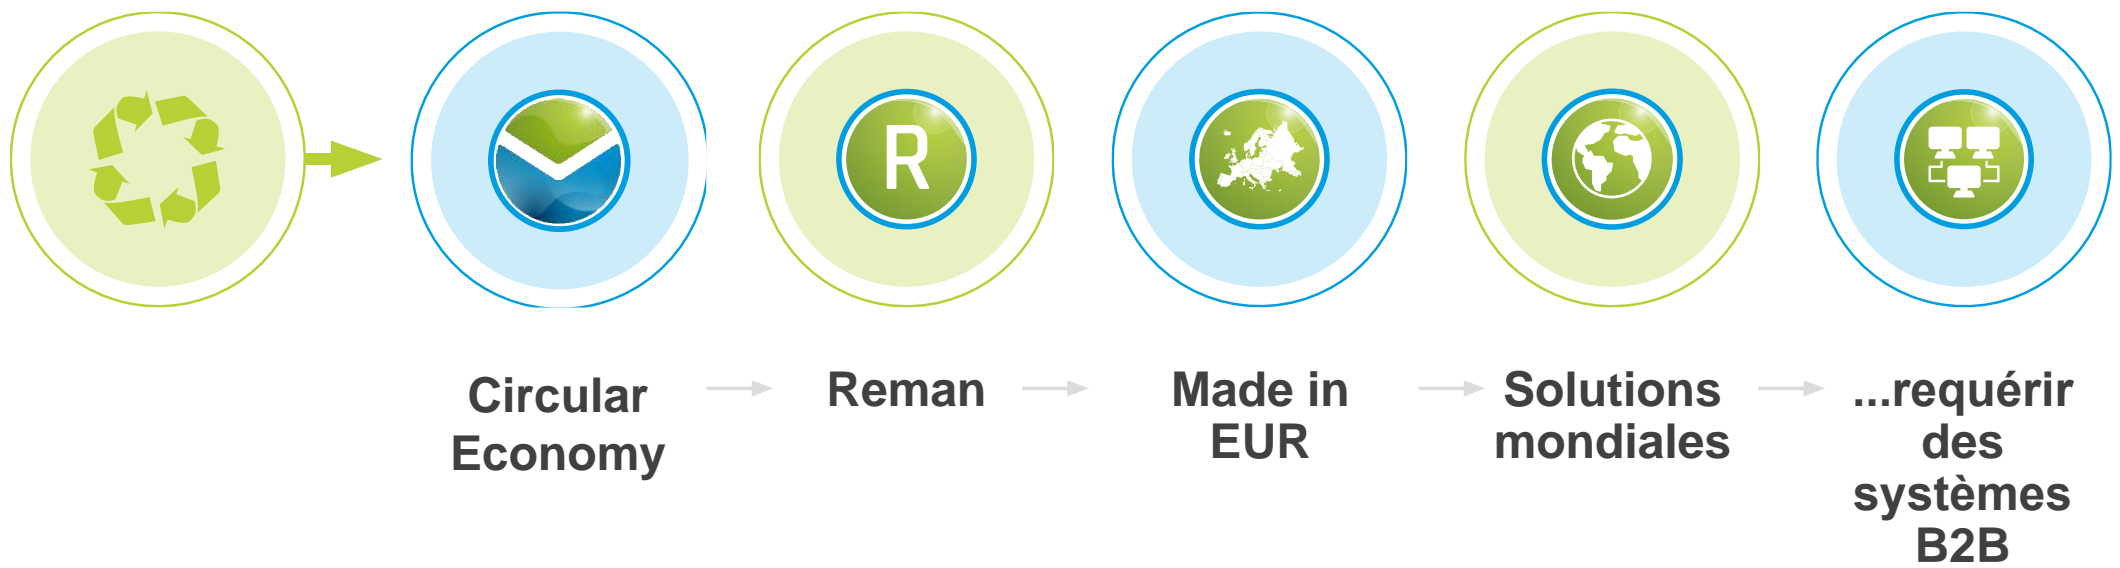 R
Circular
Economy
Reman
Made in
EUR
Solutions
mondiales
...requérir
des
systèmes
B2B